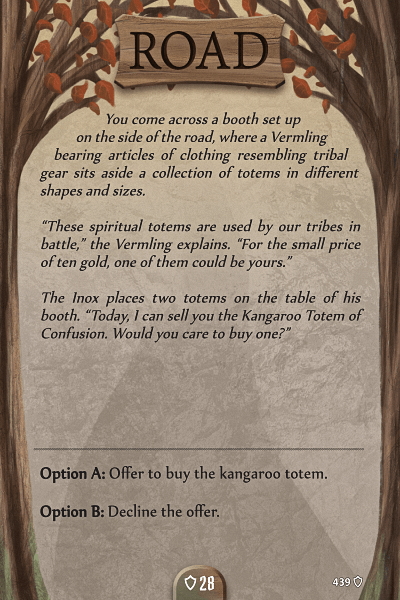 ROAD
You come across a booth set up
on the side of the road, where a Vermling
bearing articles of clothing resembling tribal
gear sits aside a collection of totems in different
shapes and sizes.
“These spiritual totems are used by our tribes in
battle,” the Vermling explains. “For the small price
of ten gold, one of them could be yours.”
The Inox places two totems on the table of his
booth. “Today, I can sell you the Kangaroo Totem of
Confusion. Would you care to buy one?”
Option A: Offer to buy the kangaroo totem.
Option B: Decline the offer.
28
439